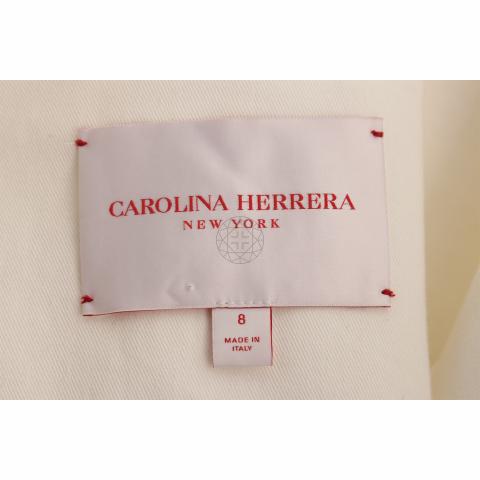 CAROLINA HERRERA
NEW YORK
8
MADE IN
ITALY